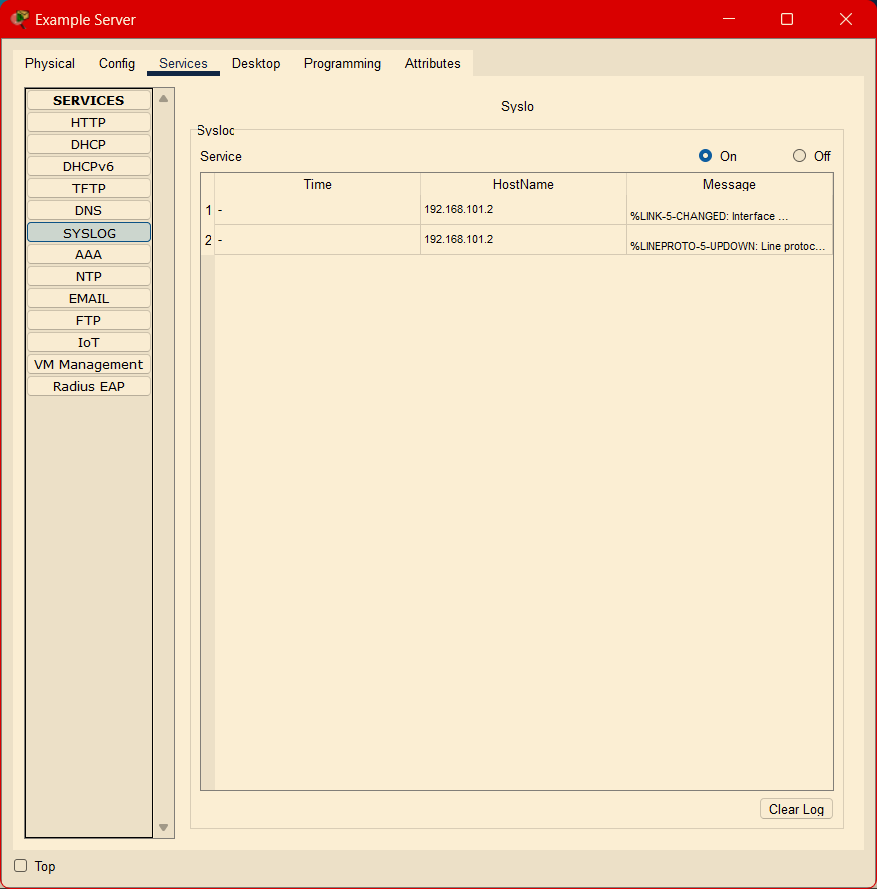 Example Server
Physical Config Services Desktop Programming Attributes
SERVICES
HTTP
DHCP
DHCPv6
TFTP
DNS
SYSLOG
AAA
NTP
EMAIL
FTP
IoT
VM Management
Radius EAP
Syslo
Sysloc
Service On Off
Time HostName Message
1 - 192.168.101.2 %LINK-5-CHANGED: Interface ...
2 - 192.168.101.2 %LINEPROTO-5-UPDOWN: Line protoc...
Clear Log
Top